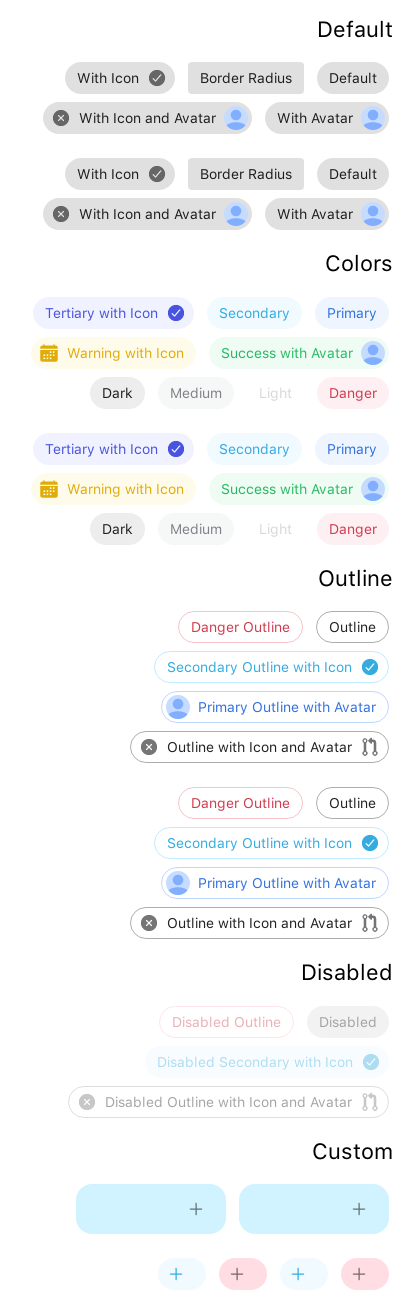 Default
With Icon Border Radius Default
With Icon and Avatar With Avatar
With Icon Border Radius Default
With Icon and Avatar With Avatar
Colors
Tertiary with Icon Secondary Primary
Warning with Icon Success with Avatar
Dark Medium Light Danger
Tertiary with Icon Secondary Primary
Warning with Icon Success with Avatar
Dark Medium Light Danger
Outline
Danger Outline Outline
Secondary Outline with Icon
Primary Outline with Avatar
Outline with Icon and Avatar
Danger Outline Outline
Secondary Outline with Icon
Primary Outline with Avatar
Outline with Icon and Avatar
Disabled
Disabled Outline Disabled
Disabled Secondary with Icon
Disabled Outline with Icon and Avatar
Custom